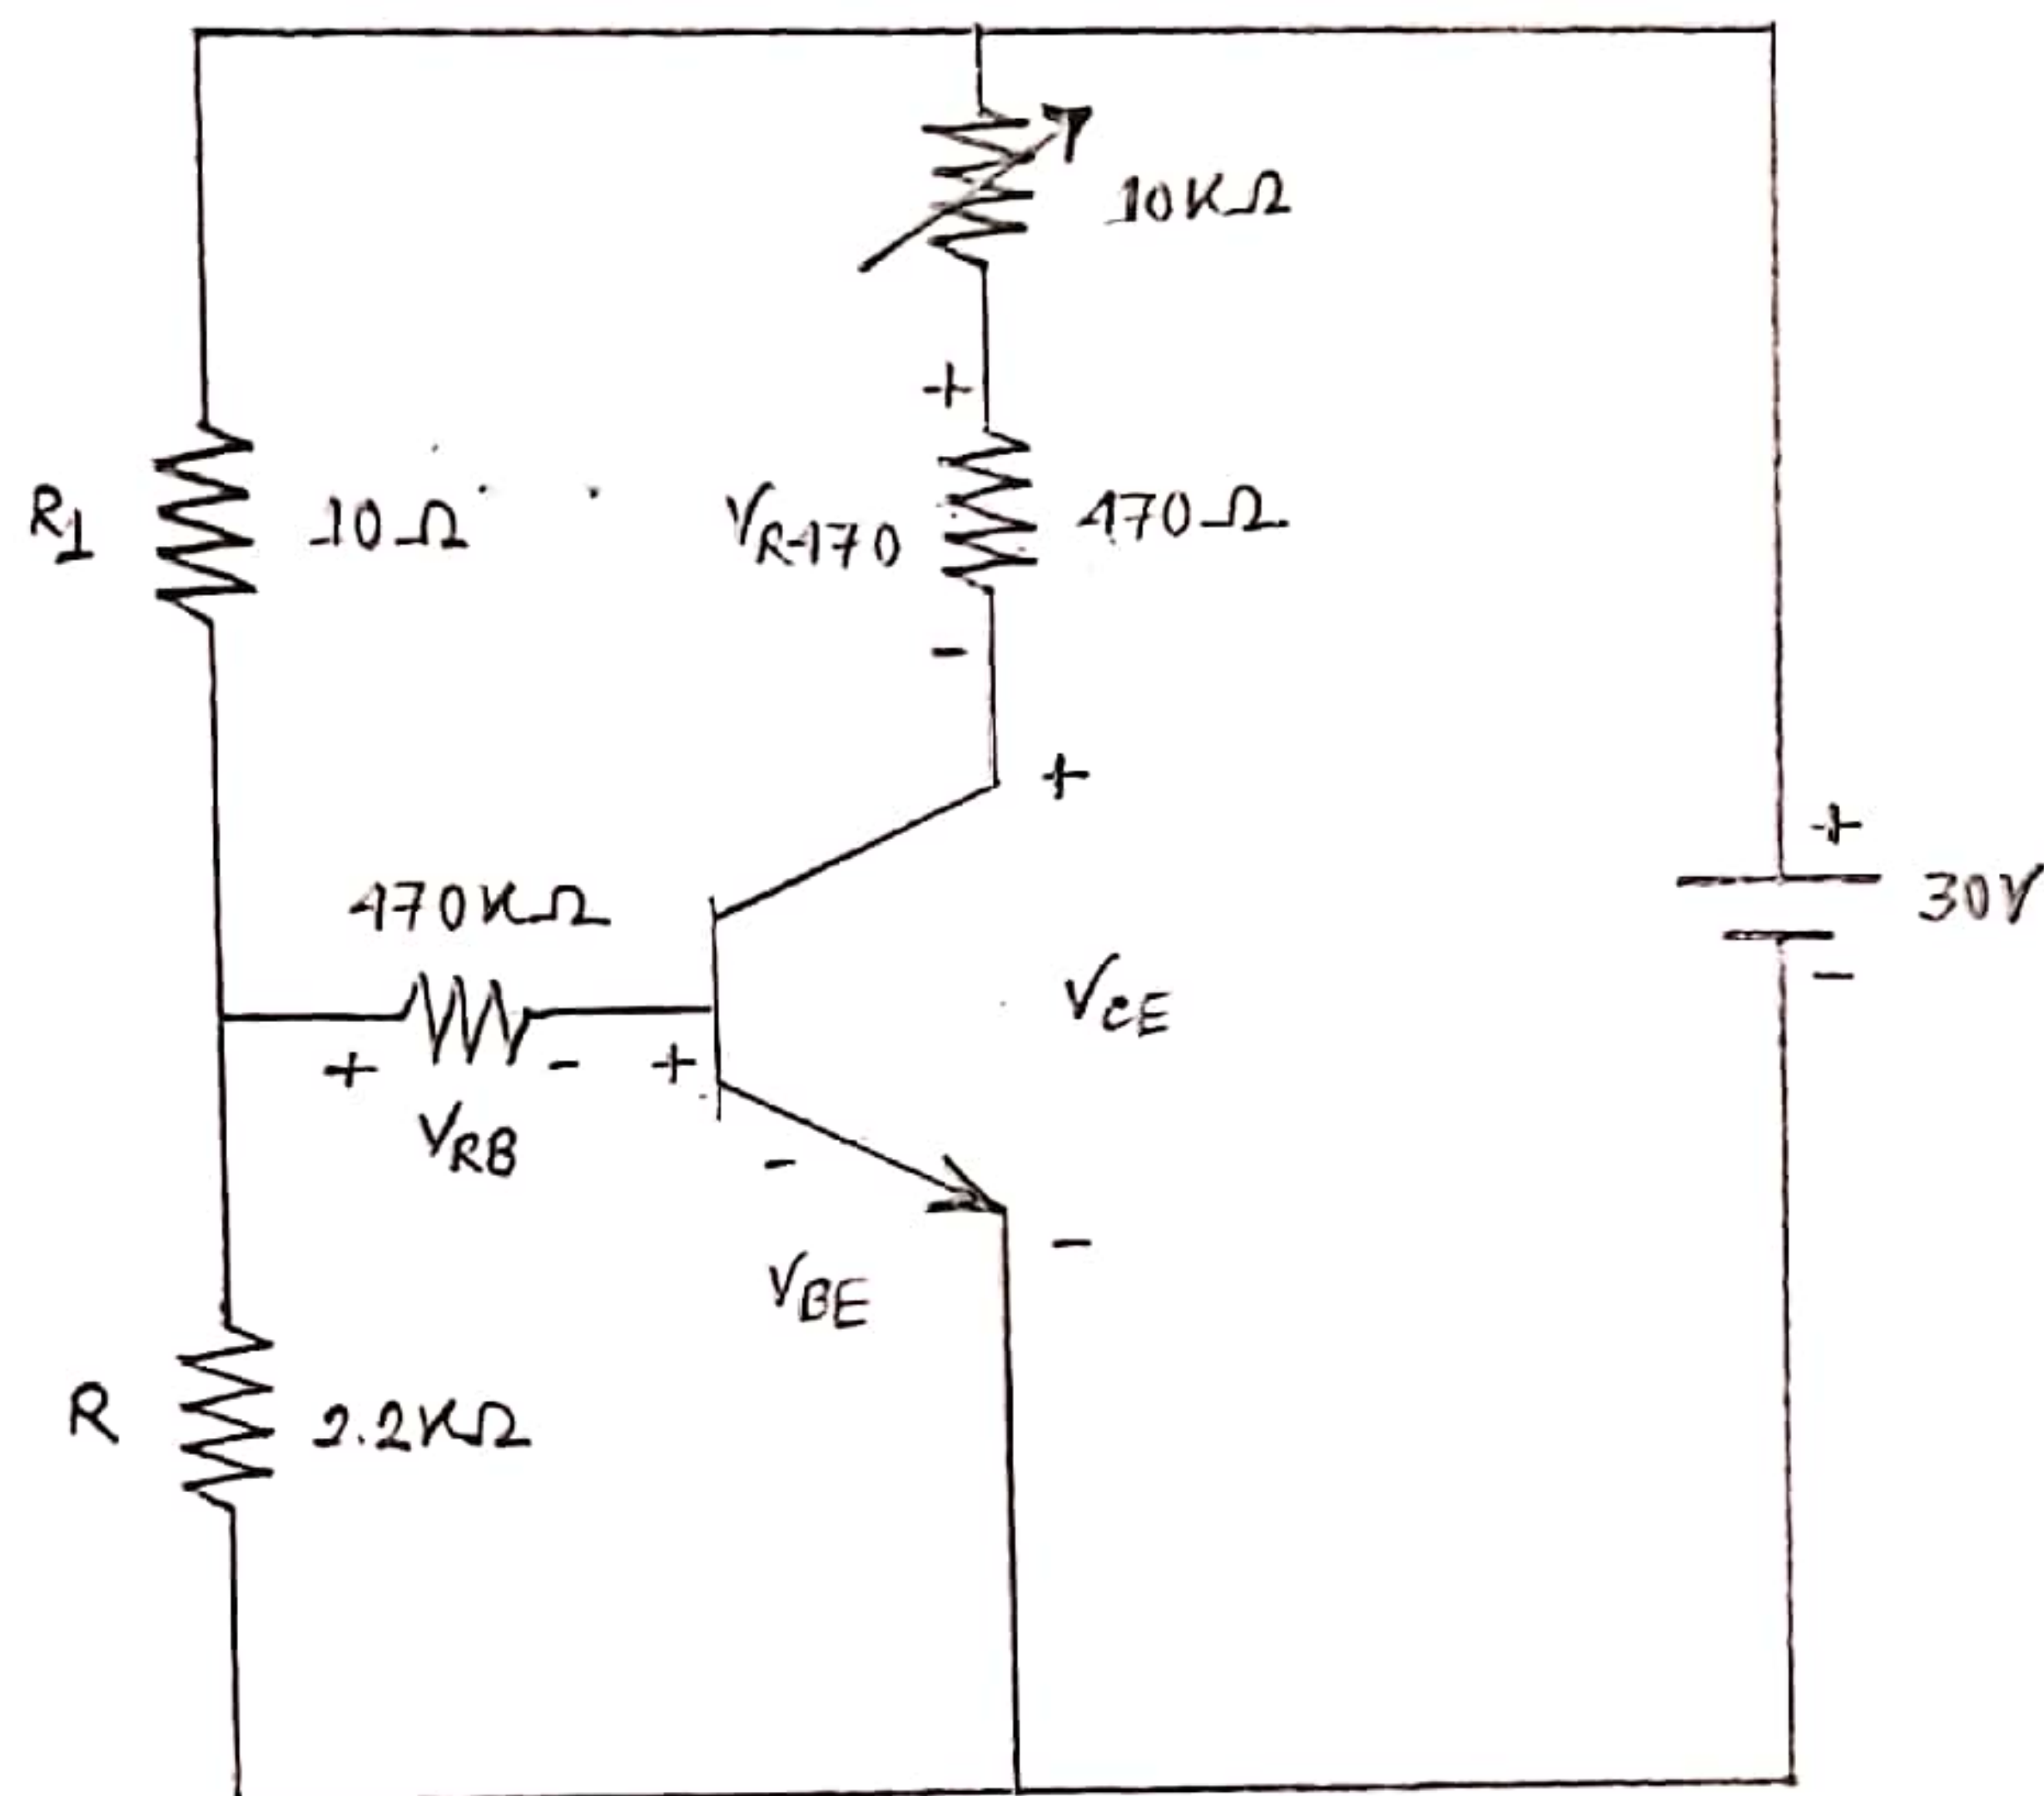 10KΩ
+
R1
10Ω
VR470
470Ω
-
+
+
470KΩ
30V
-
VCE
+
-
+
VRB
-
-
VBE
R
2.2KΩ